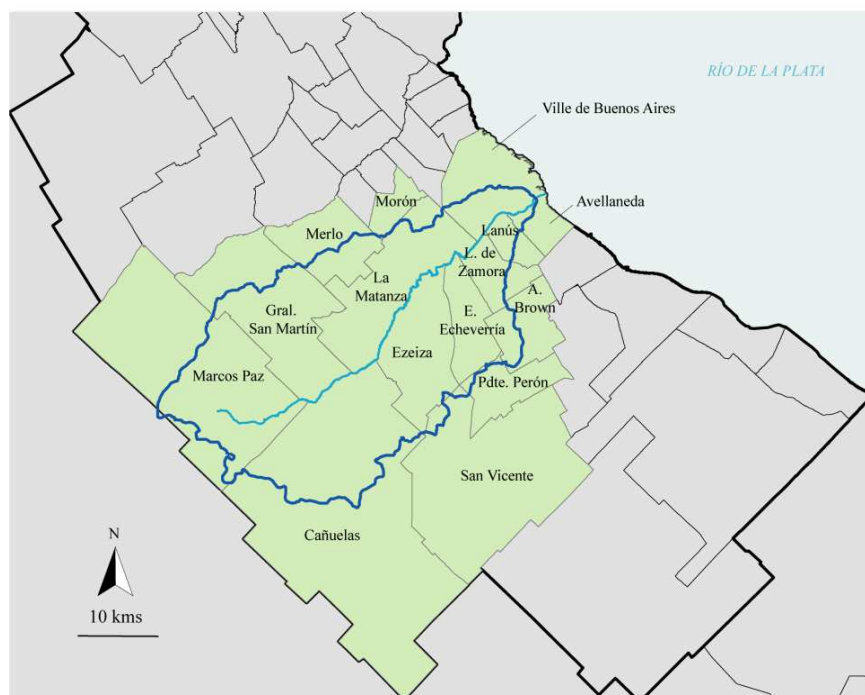 RÍO DE LA PLATA
Ville de Buenos Aires
Avellaneda
Morón
Merlo
Lanús
L. de
Zamora
La
Matanza
A.
Brown
Gral.
San Martín
E.
Echeverría
Ezeiza
Marcos Paz
Pdte. Perón
San Vicente
Cañuelas
N
10 kms